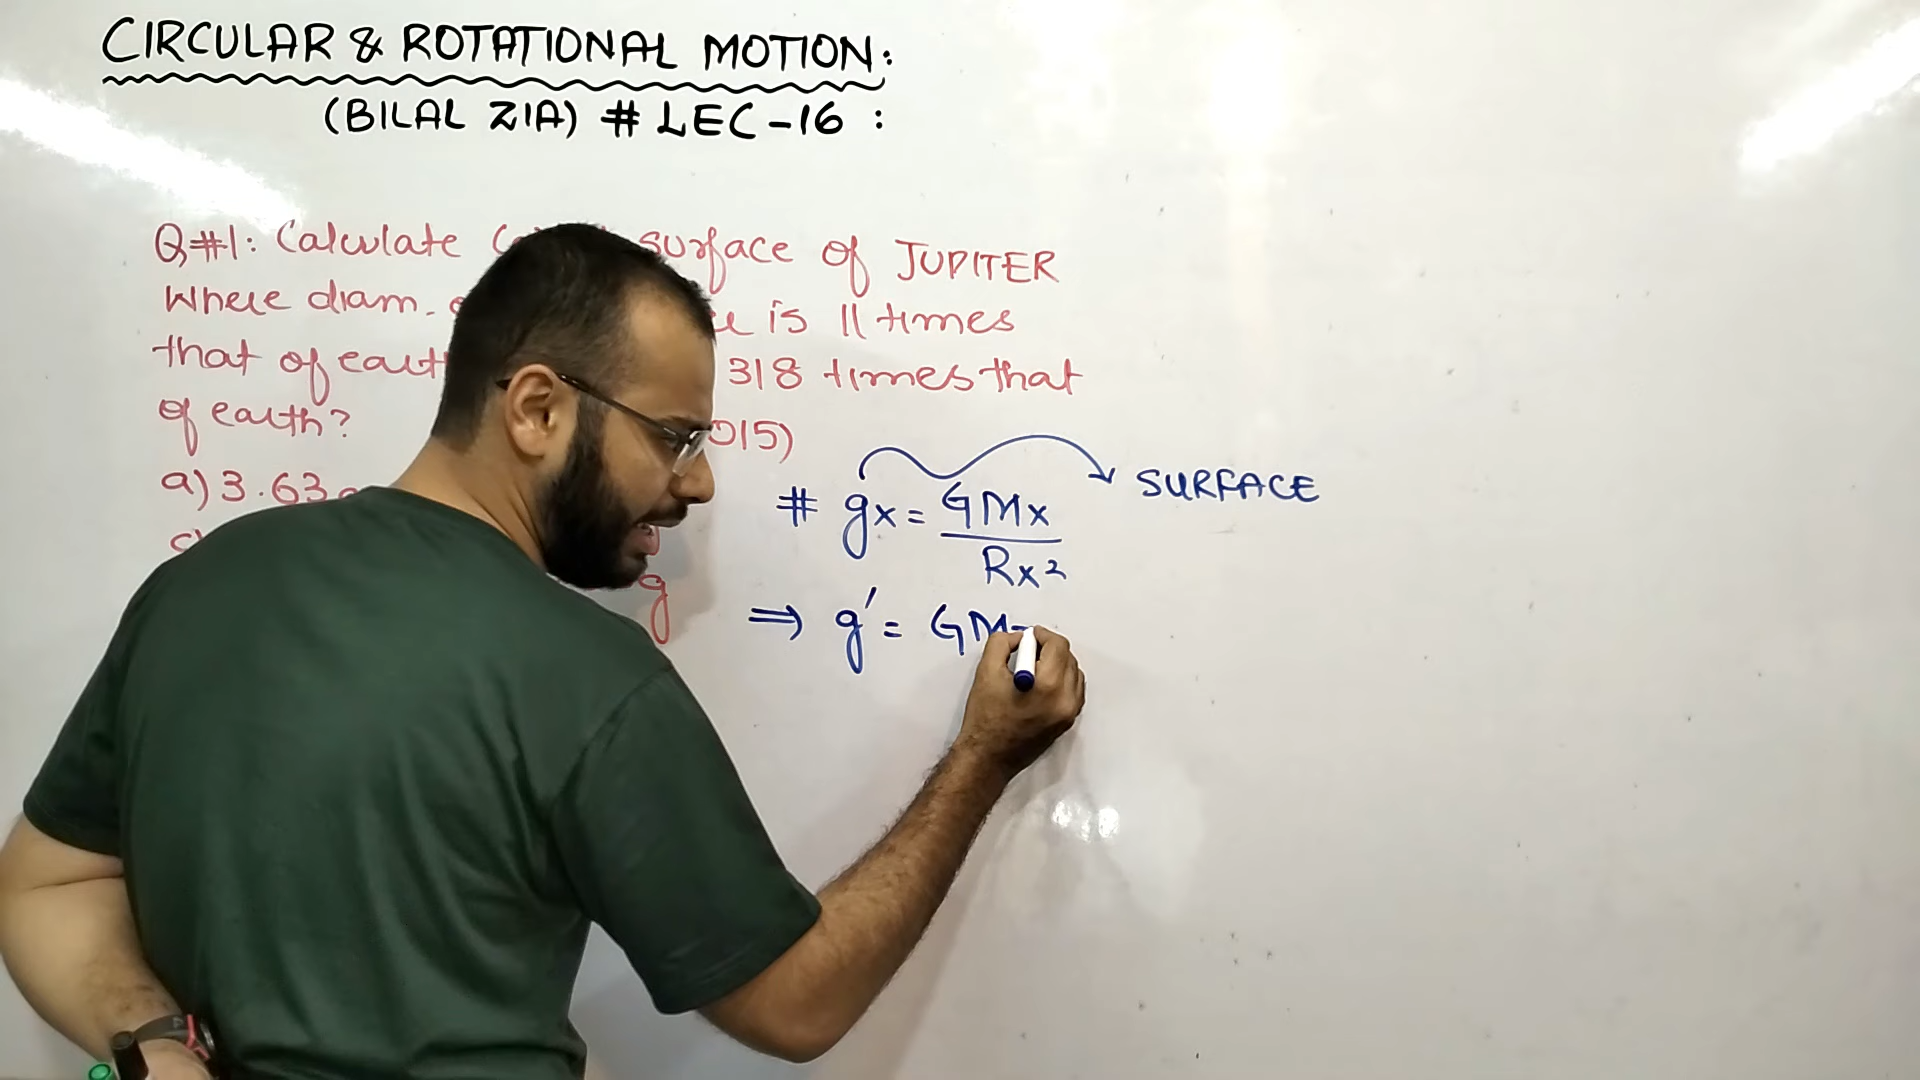 CIRCULAR & ROTATIONAL MOTION:
(BILAL ZIA) # LEC-16 :
Q#1: Calculate surface of JUPITER
Where diam. is 11 times
that of earth 318 times that
of earth? 015)
a) 3.63
g
SURFACE
# gx = GMx
Rx²
⇒ g' = GM